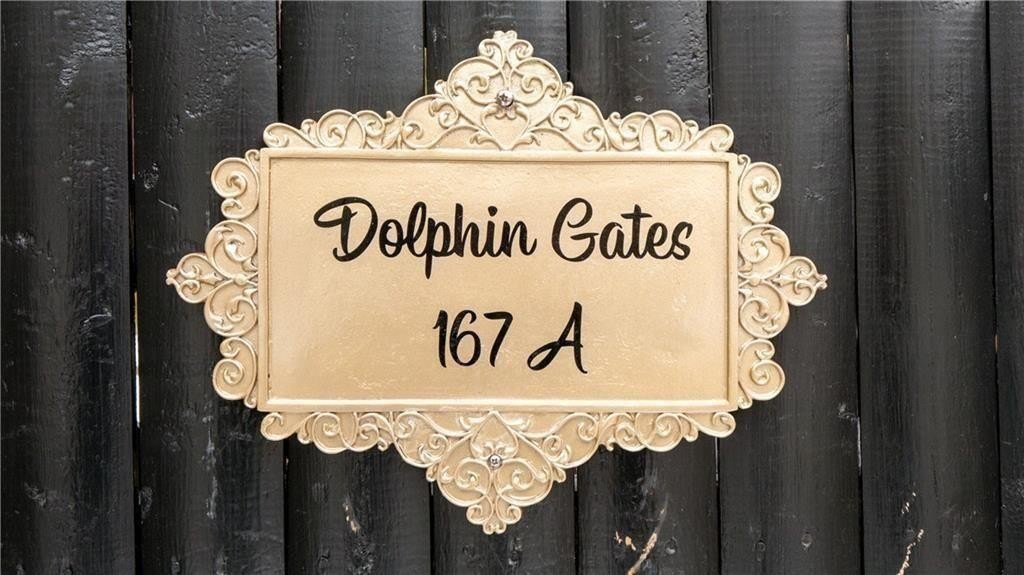 Dolphin Gates
167 A